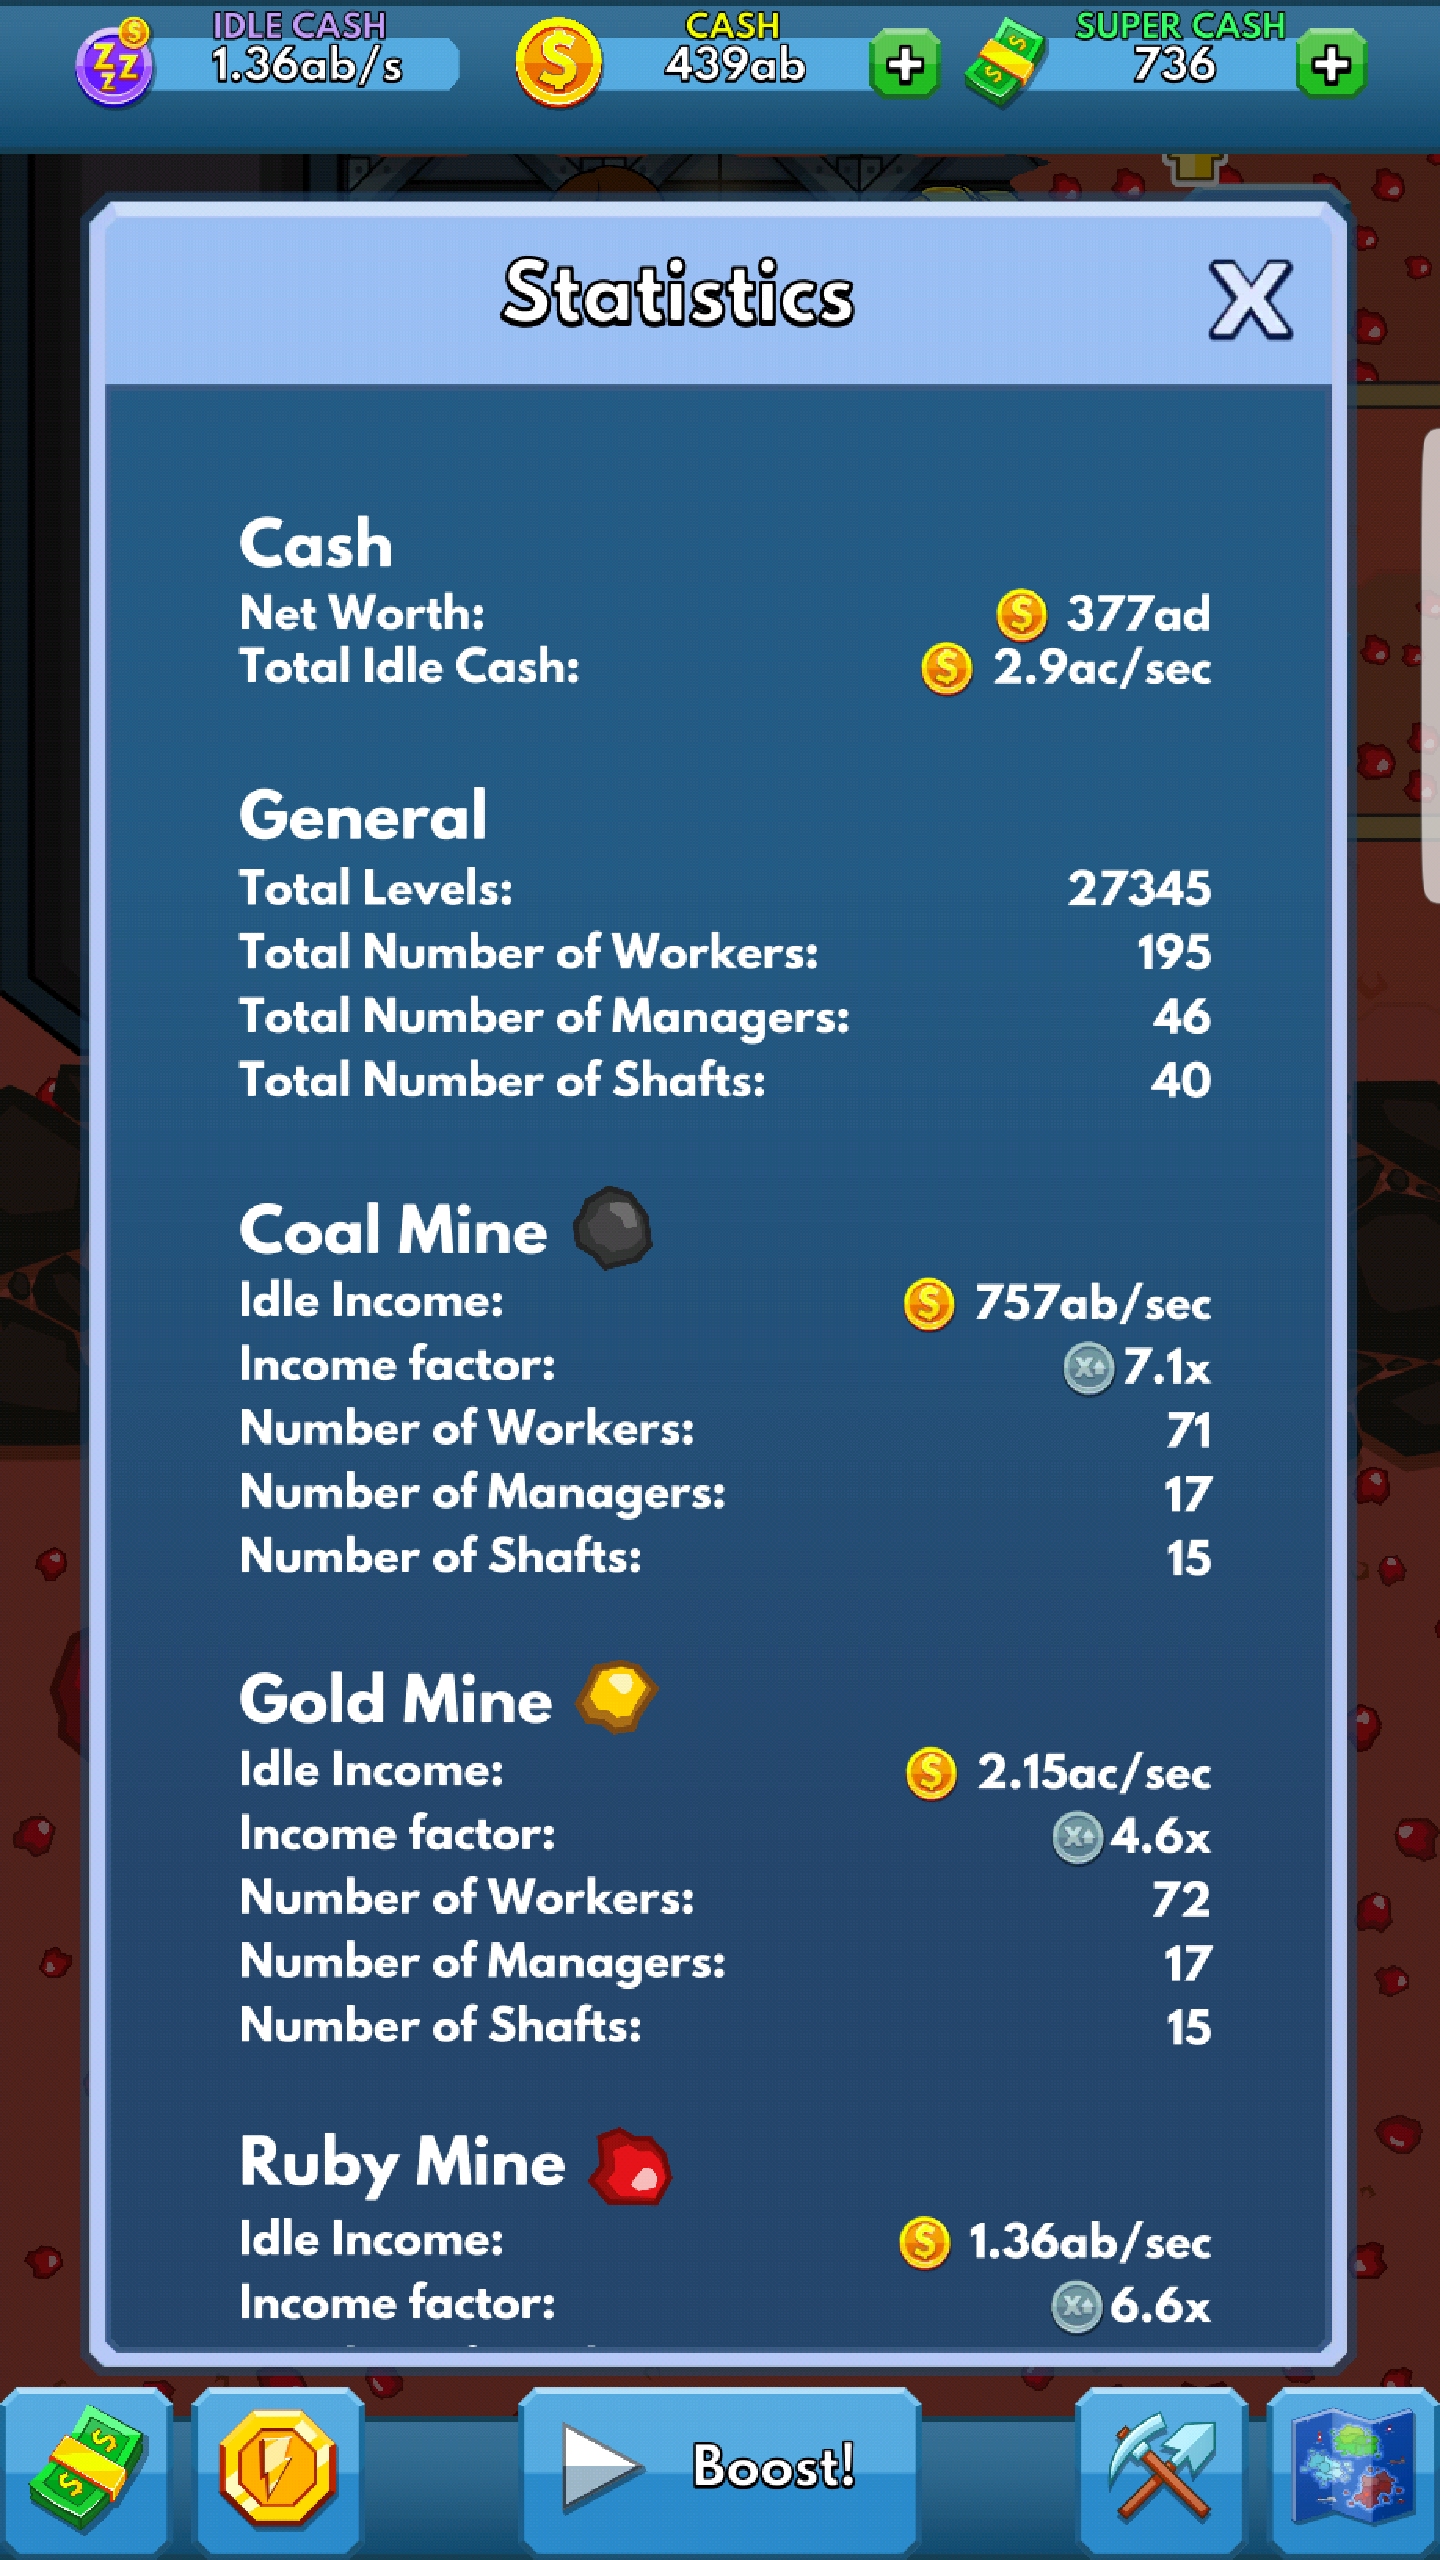 IDLE CASH CASH SUPER CASH
1.36ab/s 439ab 736
Statistics X
Cash
Net Worth: 377ad
Total Idle Cash: 2.9ac/sec
General
Total Levels: 27345
Total Number of Workers: 195
Total Number of Managers: 46
Total Number of Shafts: 40
Coal Mine
Idle Income: 757ab/sec
Income factor: 7.1x
Number of Workers: 71
Number of Managers: 17
Number of Shafts: 15
Gold Mine
Idle Income: 2.15ac/sec
Income factor: 4.6x
Number of Workers: 72
Number of Managers: 17
Number of Shafts: 15
Ruby Mine
Idle Income: 1.36ab/sec
Income factor: 6.6x
Boost!